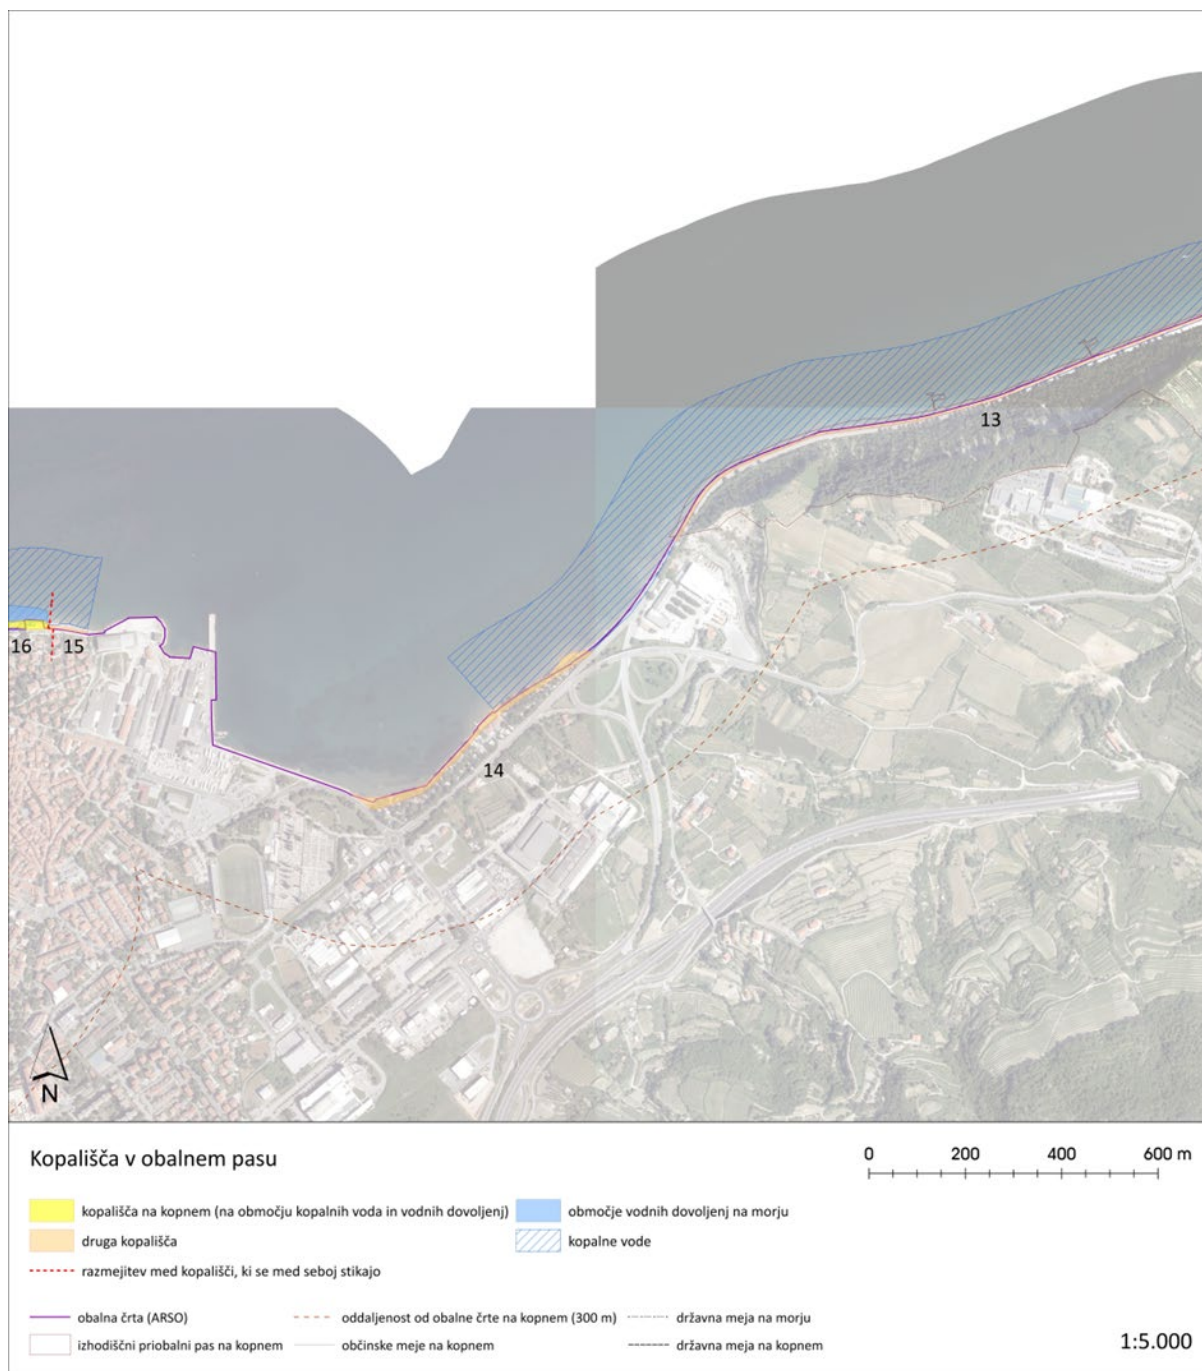 13
16
15
14
N
Kopališča v obalnem pasu
0 200 400 600 m
kopališča na kopnem (na območju kopalnih voda in vodnih dovoljenj)
območje vodnih dovoljenj na morju
druga kopališča
kopalne vode
razmejitev med kopališči, ki se med seboj stikajo
obalna črta (ARSO)
oddaljenost od obalne črte na kopnem (300 m)
državna meja na morju
izhodiščni priobalni pas na kopnem
občinske meje na kopnem
državna meja na kopnem
1:5.000